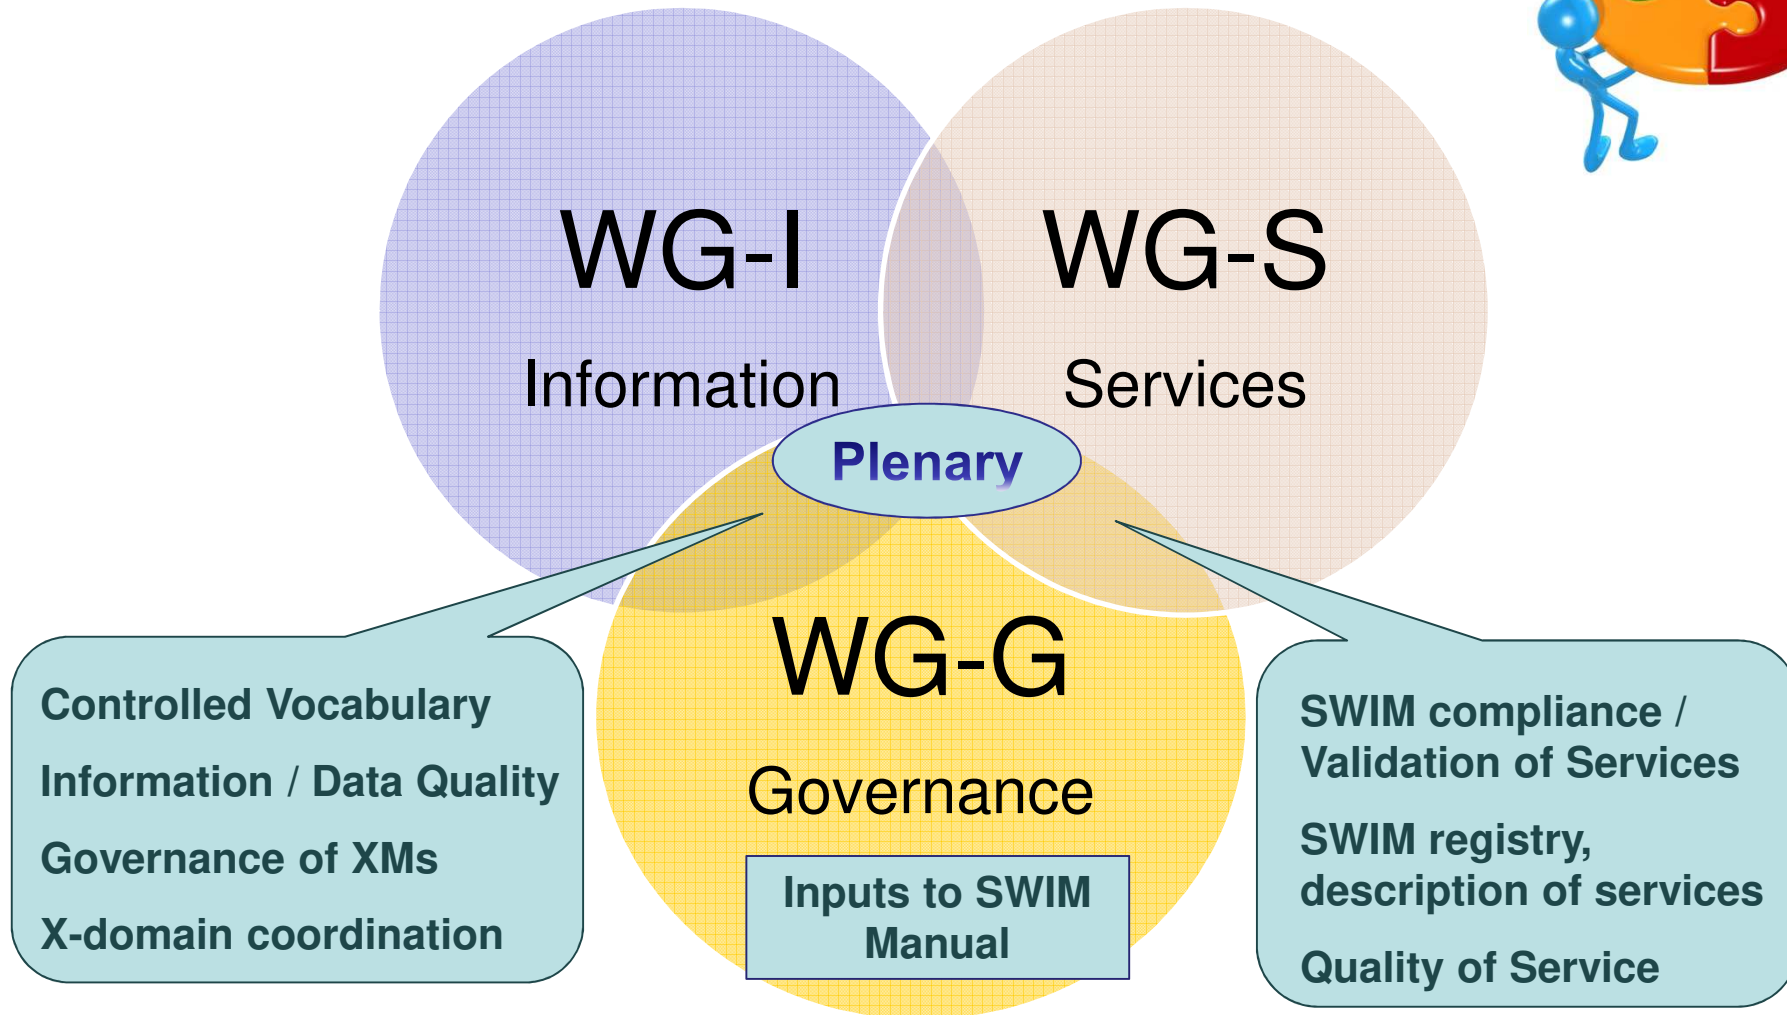 WG-I
Information
WG-S
Services
Plenary
WG-G
Governance
Inputs to SWIM
Manual
Controlled Vocabulary
Information / Data Quality
Governance of XMs
X-domain coordination
SWIM compliance /
Validation of Services
SWIM registry,
description of services
Quality of Service